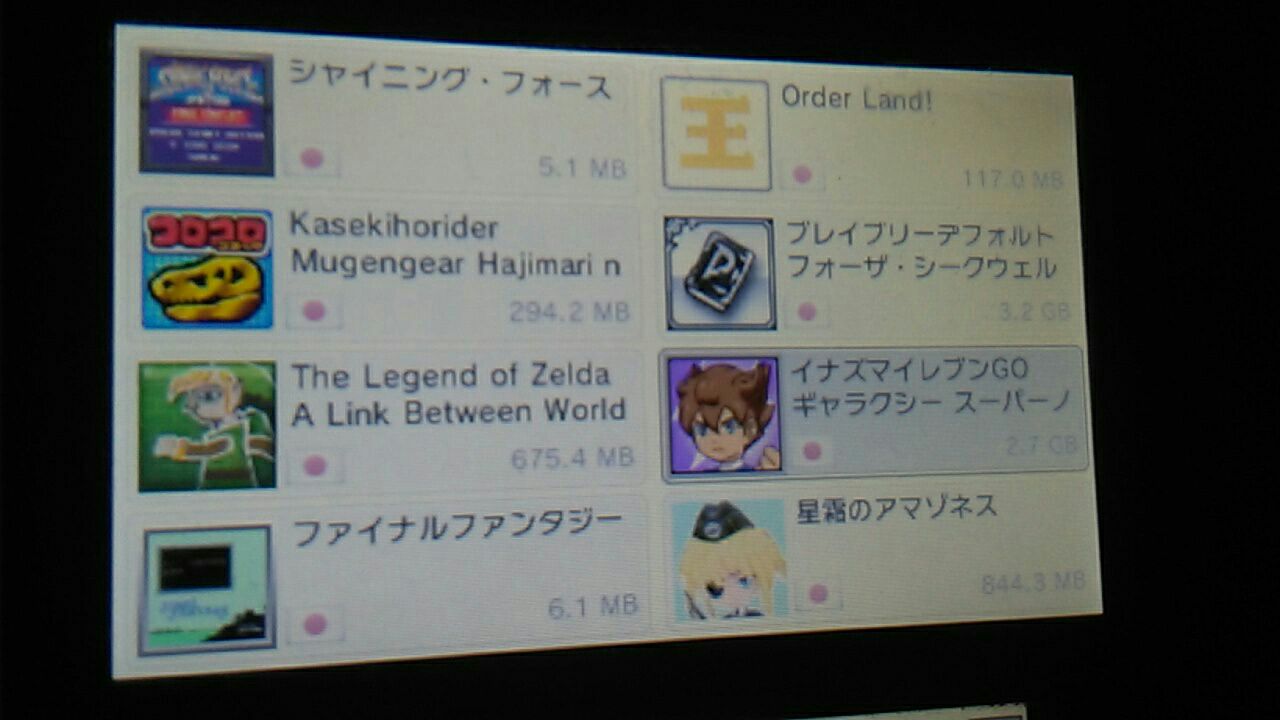 シャイニング・フォース
5.1 MB
Kasekihorider
Mugengear Hajimari n
294.2 MB
The Legend of Zelda
A Link Between World
675.4 MB
ファイナルファンタジー
6.1 MB
Order Land!
117.0 MB
ブレイブリーデフォルト
フォーザ・シークウェル
3.2 GB
イナズマイレブンGO
ギャラクシー スーパーノ
2.7 GB
星霜のアマゾネス
844.3 MB
王
コロコロ